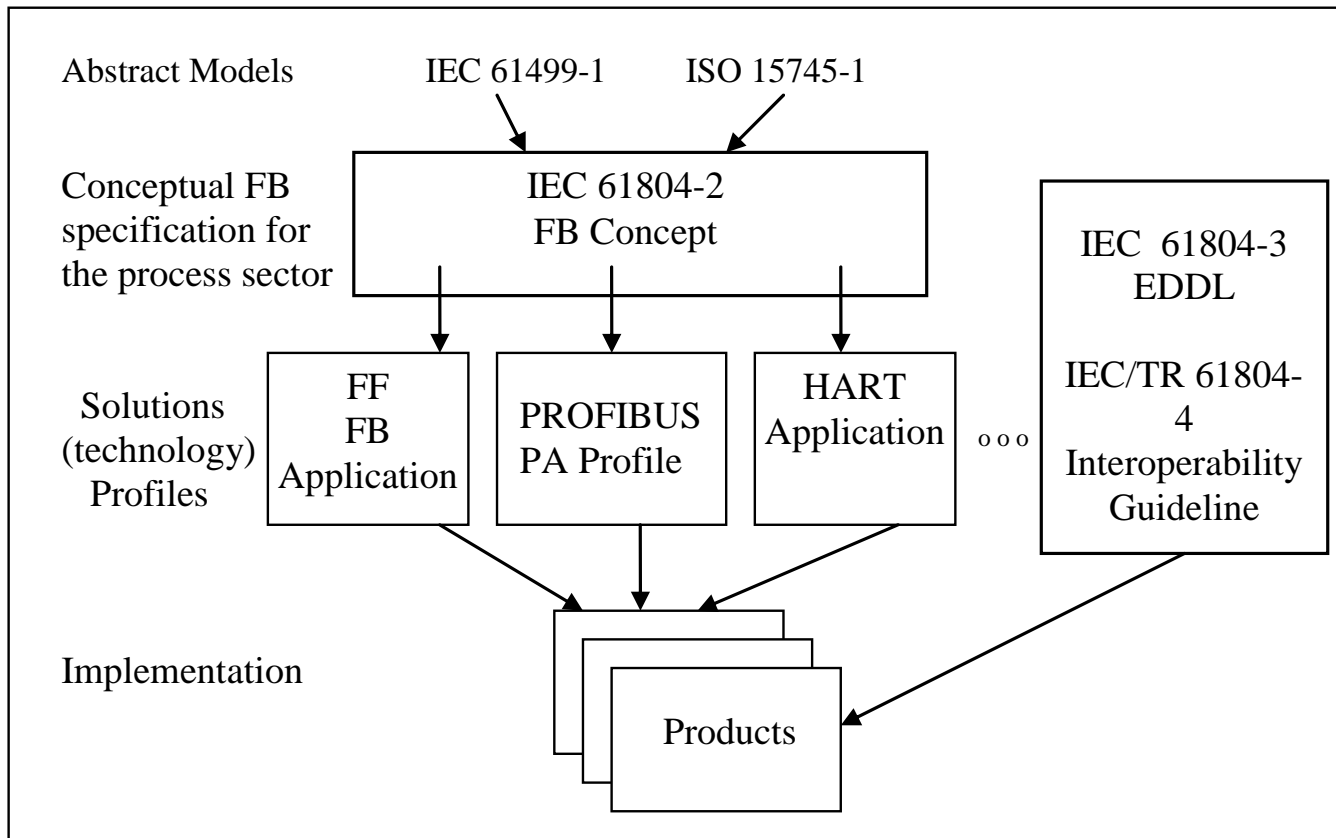 Abstract Models
IEC 61499-1
ISO 15745-1
Conceptual FB
specification for
the process sector
IEC 61804-2
FB Concept
IEC  61804-3
EDDL
IEC/TR 61804-
4
Interoperability
Guideline
Solutions
(technology)
Profiles
FF
FB
Application
PROFIBUS
PA Profile
HART
Application
o o o
Implementation
Products